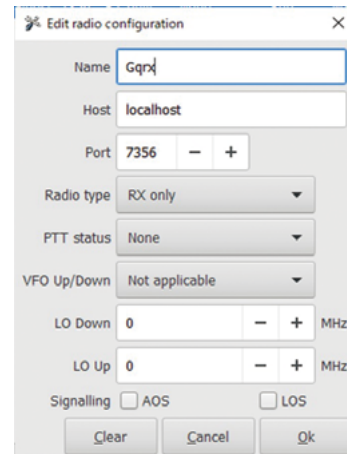 Edit radio configuration
Name Gqrx
Host localhost
Port 7356 − +
Radio type RX only
PTT status None
VFO Up/Down Not applicable
LO Down 0 − + MHz
LO Up 0 − + MHz
Signalling AOS LOS
Clear Cancel Ok